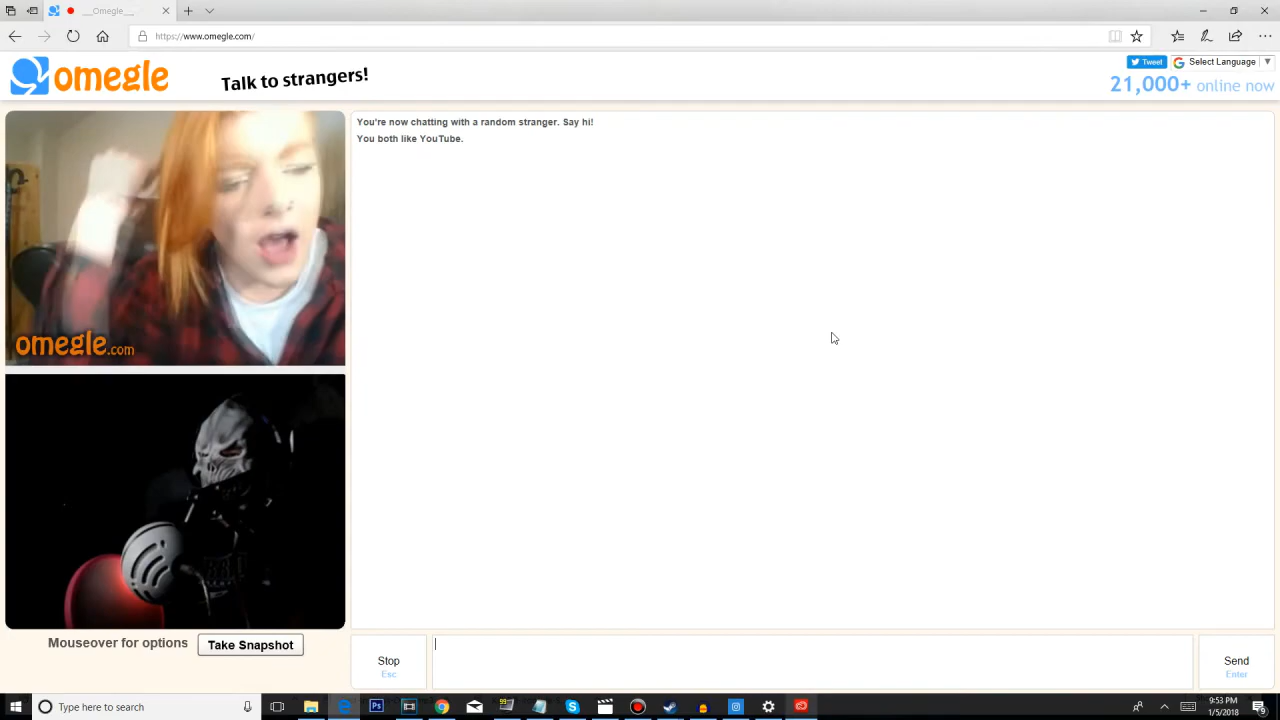 __Omegle__
https://www.omegle.com/
omegle
Talk to strangers!
Tweet
Select Language
21,000+ online now
You're now chatting with a random stranger. Say hi!
You both like YouTube.
omegle.com
Mouseover for options
Take Snapshot
Stop
Esc
Send
Enter
Type here to search
9:53 PM
1/5/2018